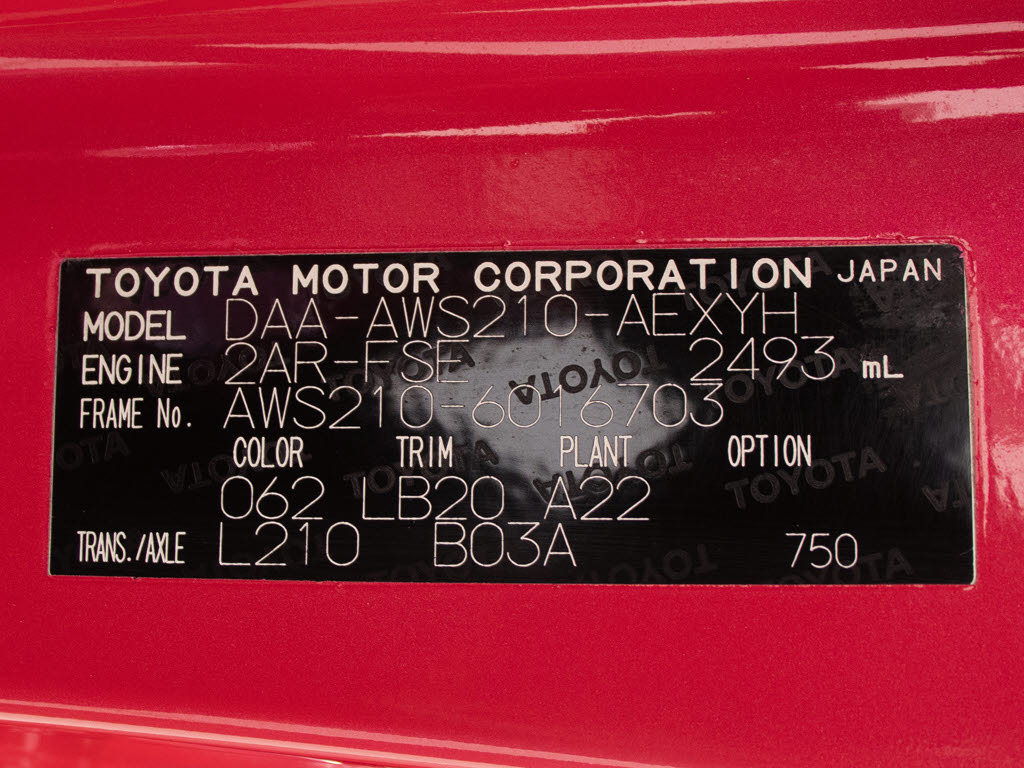 TOYOTA MOTOR CORPORATION JAPAN
MODEL DAA-AWS210-AEXYH
ENGINE 2AR-FSE 2493 mL
FRAME No. AWS210-6016703
COLOR TRIM PLANT OPTION
062 LB20 A22
TRANS./AXLE L210 B03A 750